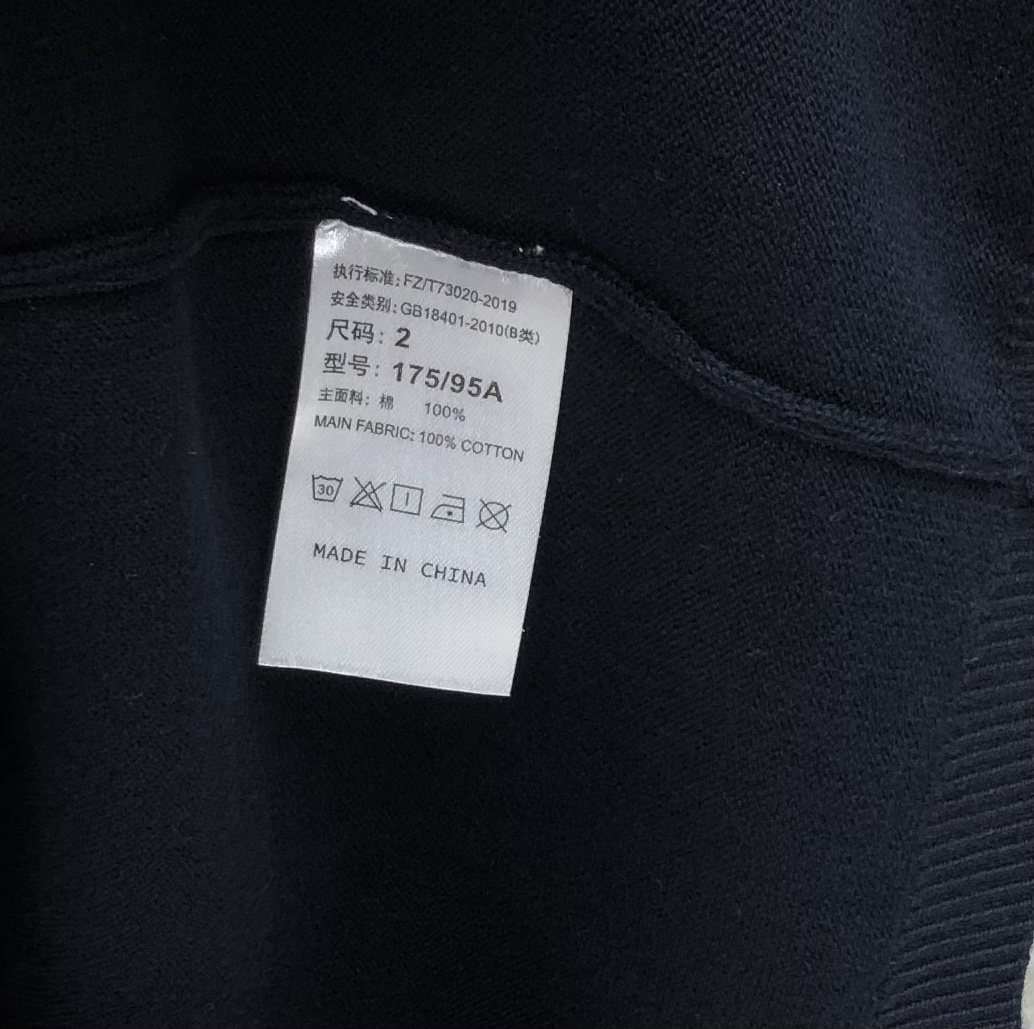 执行标准: FZ/T73020-2019
安全类别: GB18401-2010(B类)
尺码: 2
型号: 175/95A
主面料: 棉 100%
MAIN FABRIC: 100% COTTON
30
MADE IN CHINA